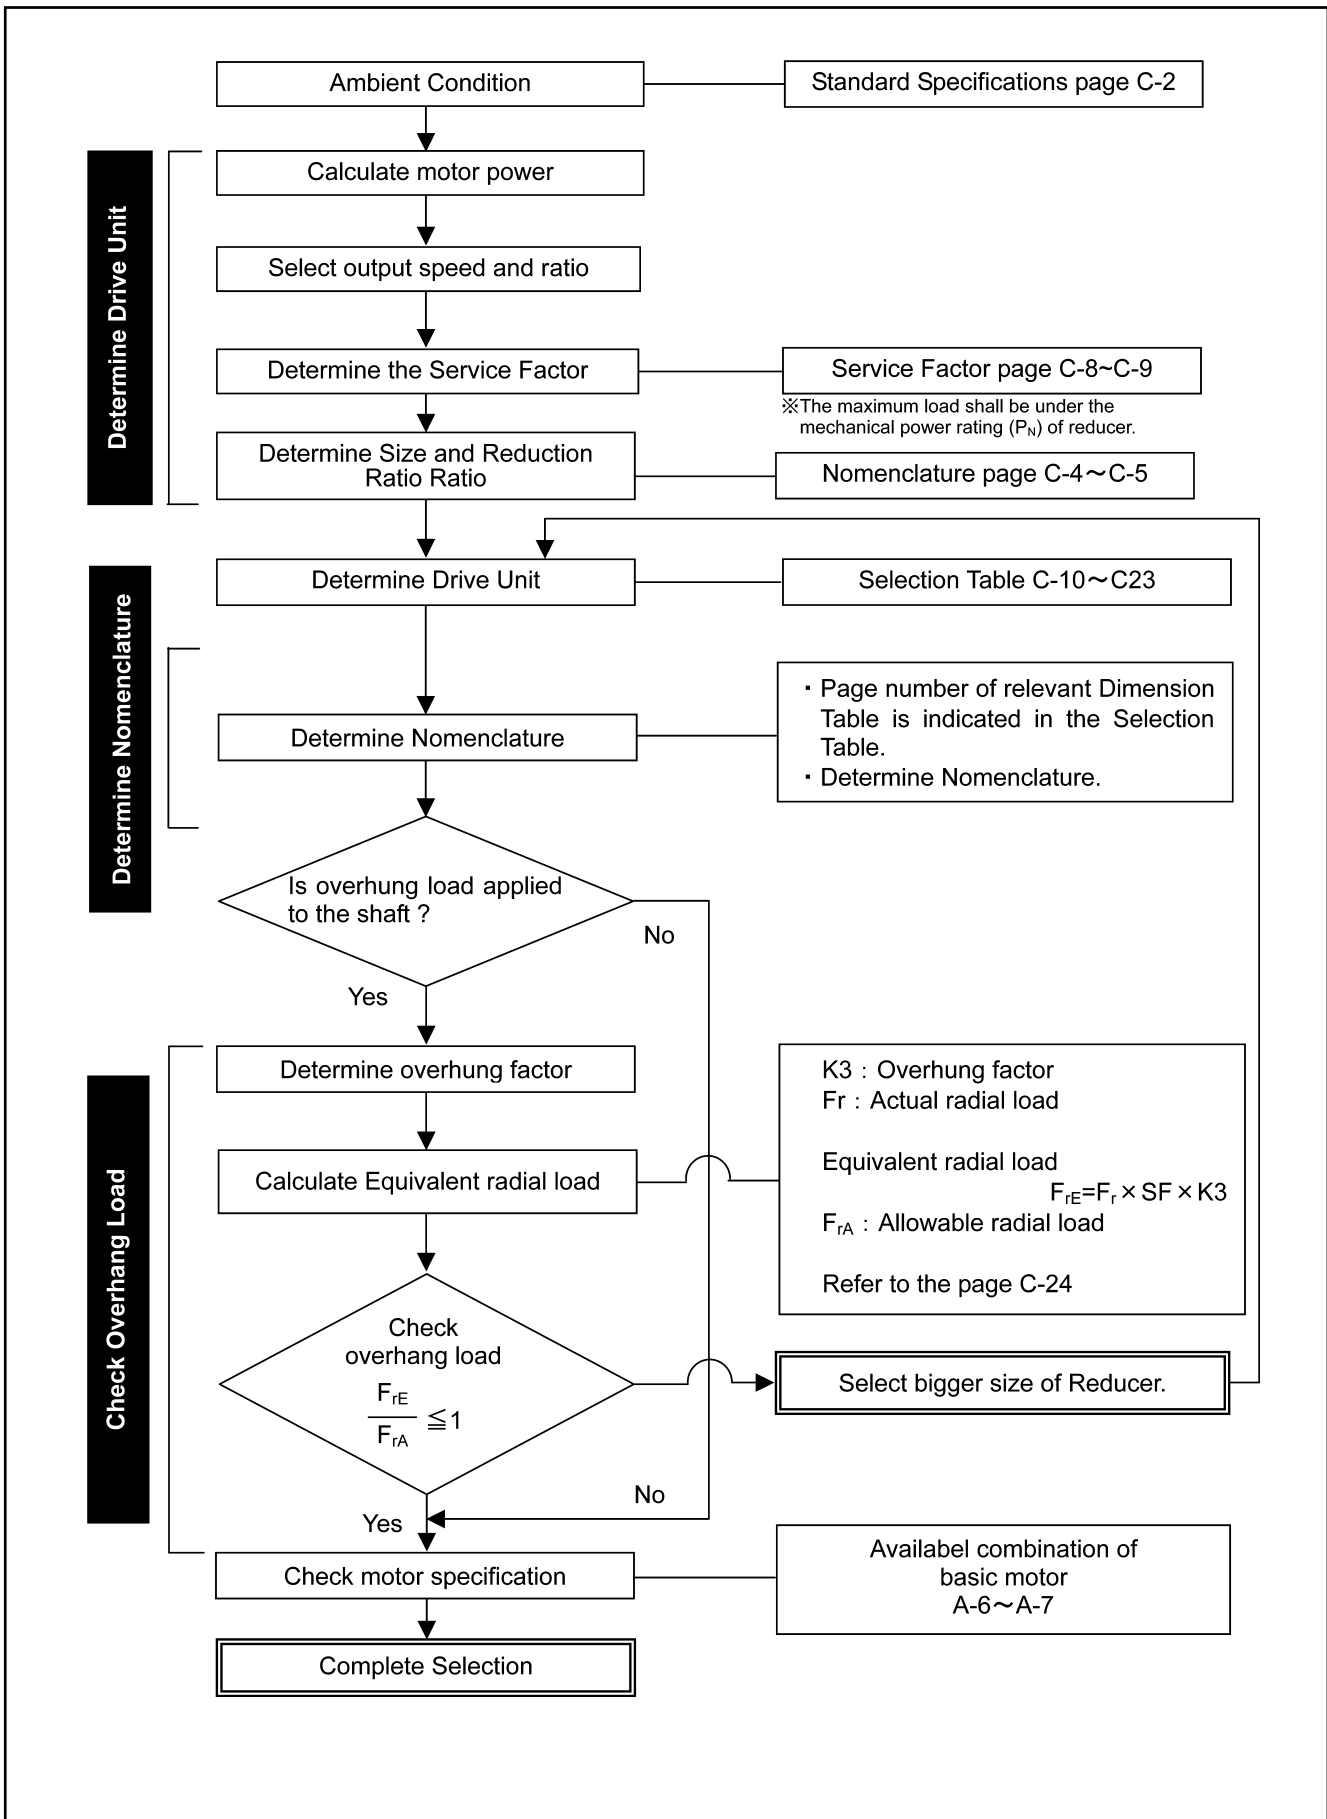 Ambient Condition
Standard Specifications page C-2
Determine Drive Unit
Calculate motor power
Select output speed and ratio
Determine the Service Factor
Service Factor page C-8~C-9
※The maximum load shall be under the
mechanical power rating (PN) of reducer.
Determine Size and Reduction
Ratio Ratio
Nomenclature page C-4～C-5
Determine Nomenclature
Determine Drive Unit
Selection Table C-10～C23
Determine Nomenclature
・Page number of relevant Dimension
Table is indicated in the Selection
Table.
・Determine Nomenclature.
Is overhung load applied
to the shaft ?
No
Yes
Check Overhang Load
Determine overhung factor
Calculate Equivalent radial load
K3 : Overhung factor
Fr : Actual radial load
Equivalent radial load
FrE=Fr×SF×K3
FrA : Allowable radial load
Refer to the page C-24
Check
overhang load
FrE
FrA
≦1
Select bigger size of Reducer.
No
Yes
Check motor specification
Availabel combination of
basic motor
A-6～A-7
Complete Selection